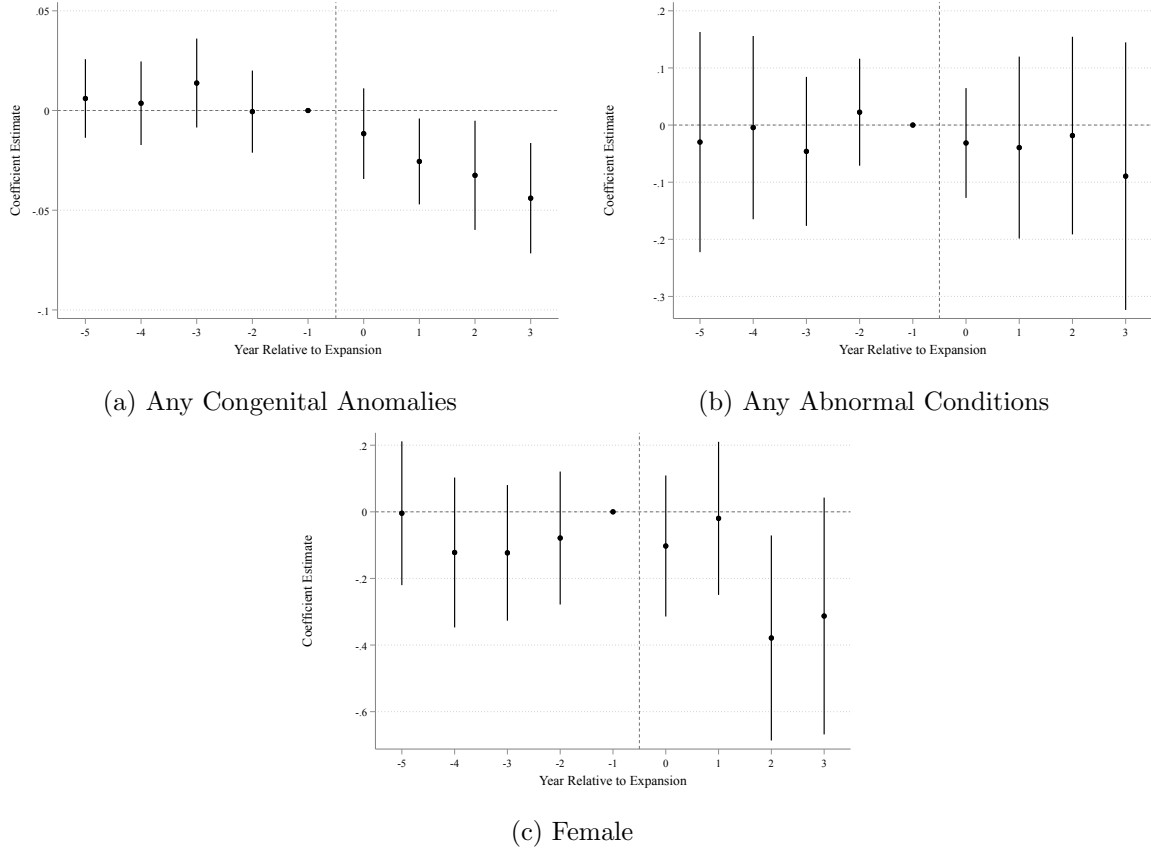 .05
0
-.05
-.1
Coefficient Estimate
-5 -4 -3 -2 -1 0 1 2 3
Year Relative to Expansion
(a) Any Congenital Anomalies
.2
.1
0
-.1
-.2
-.3
Coefficient Estimate
-5 -4 -3 -2 -1 0 1 2 3
Year Relative to Expansion
(b) Any Abnormal Conditions
.2
0
-.2
-.4
-.6
Coefficient Estimate
-5 -4 -3 -2 -1 0 1 2 3
Year Relative to Expansion
(c) Female